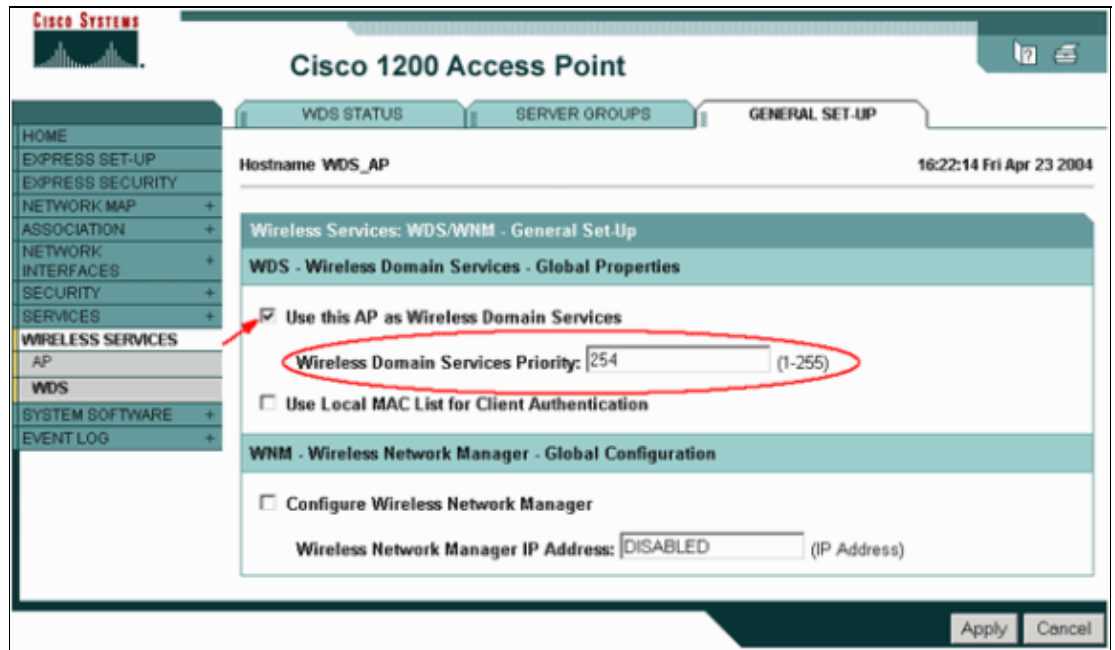 CISCO SYSTEMS
Cisco 1200 Access Point
WDS STATUS
SERVER GROUPS
GENERAL SET-UP
HOME
EXPRESS SET-UP
EXPRESS SECURITY
NETWORK MAP +
ASSOCIATION +
NETWORK
INTERFACES +
SECURITY +
SERVICES +
WIRELESS SERVICES
AP
WDS
SYSTEM SOFTWARE +
EVENT LOG +
Hostname WDS_AP
16:22:14 Fri Apr 23 2004
Wireless Services: WDS/WNM - General Set-Up
WDS - Wireless Domain Services - Global Properties
Use this AP as Wireless Domain Services
Wireless Domain Services Priority: 254 (1-255)
Use Local MAC List for Client Authentication
WNM - Wireless Network Manager - Global Configuration
Configure Wireless Network Manager
Wireless Network Manager IP Address: DISABLED (IP Address)
Apply Cancel